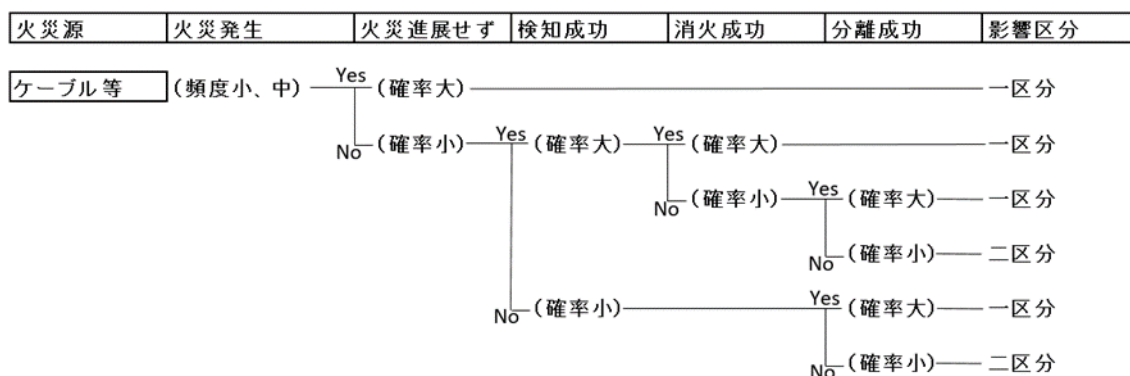 火災源 火災発生 火災進展せず 検知成功 消火成功 分離成功 影響区分
ケーブル等 (頻度小、中) Yes (確率大) 一区分
No (確率小) Yes (確率大) Yes (確率大) 一区分
No (確率小) Yes (確率大) 一区分
No (確率小) 二区分
No (確率小) Yes (確率大) 一区分
No (確率小) 二区分